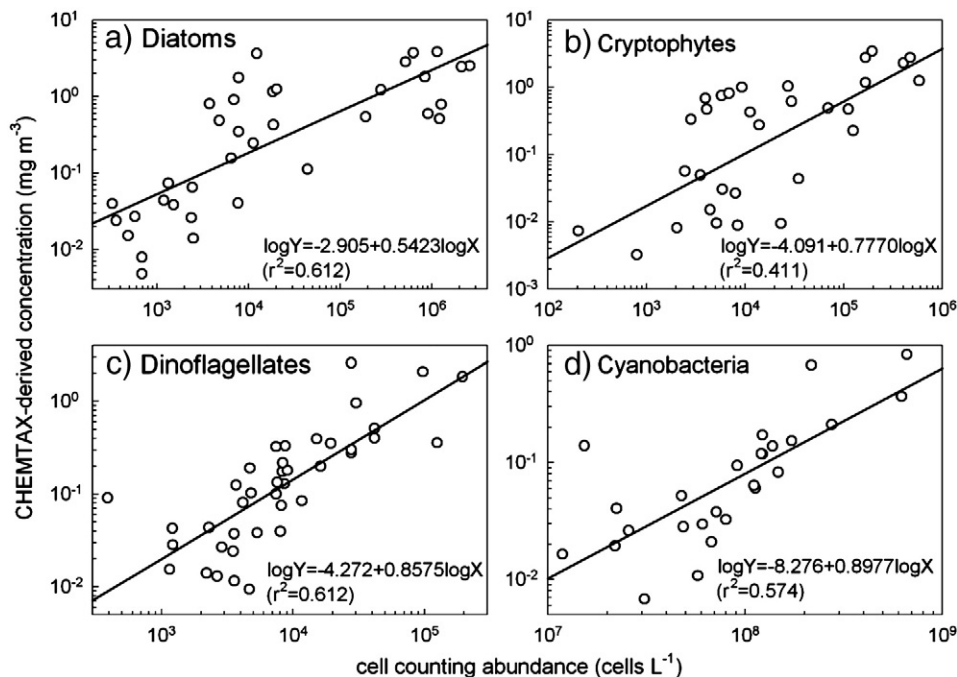 a) Diatoms
10¹
10⁰
10⁻¹
10⁻²
logY=-2.905+0.5423logX
(r²=0.612)
10³ 10⁴ 10⁵ 10⁶
b) Cryptophytes
10¹
10⁰
10⁻¹
10⁻²
10⁻³
logY=-4.091+0.7770logX
(r²=0.411)
10² 10³ 10⁴ 10⁵ 10⁶
CHEMTAX-derived concentration (mg m⁻³)
c) Dinoflagellates
10⁰
10⁻¹
10⁻²
logY=-4.272+0.8575logX
(r²=0.612)
10³ 10⁴ 10⁵
d) Cyanobacteria
10⁰
10⁻¹
10⁻²
logY=-8.276+0.8977logX
(r²=0.574)
10⁷ 10⁸ 10⁹
cell counting abundance (cells L⁻¹)